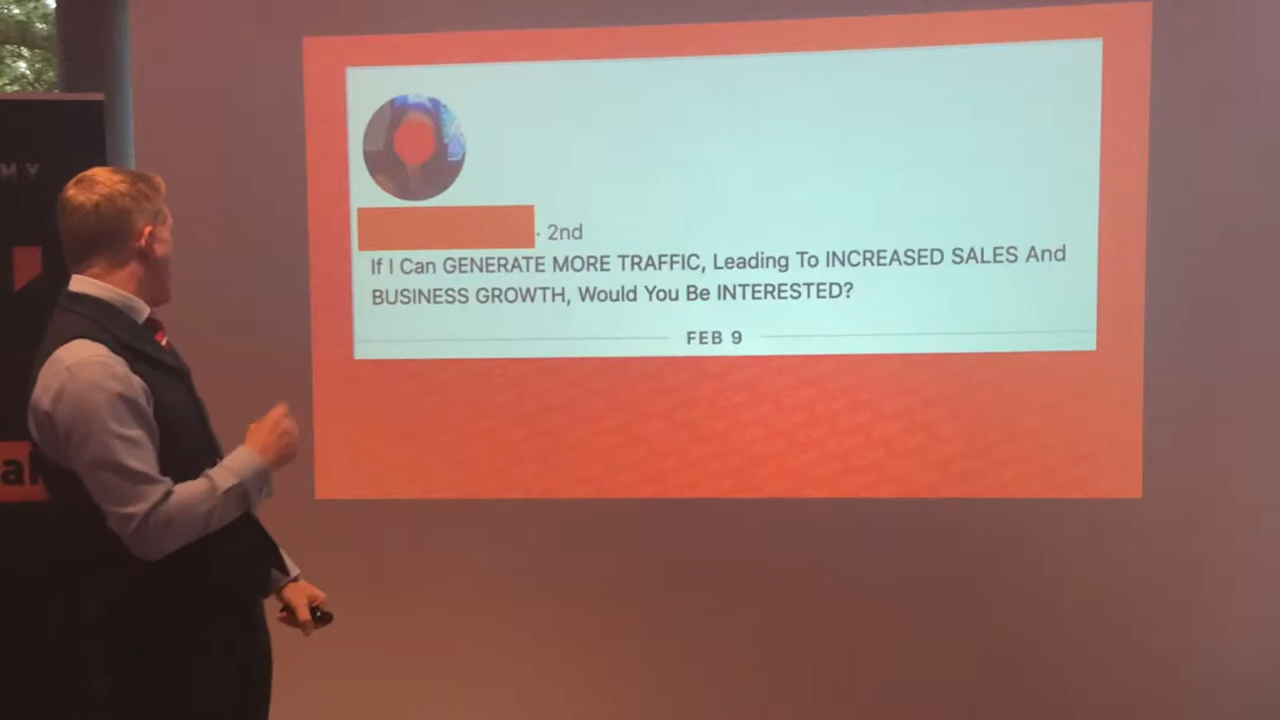 · 2nd
If I Can GENERATE MORE TRAFFIC, Leading To INCREASED SALES And
BUSINESS GROWTH, Would You Be INTERESTED?
FEB 9